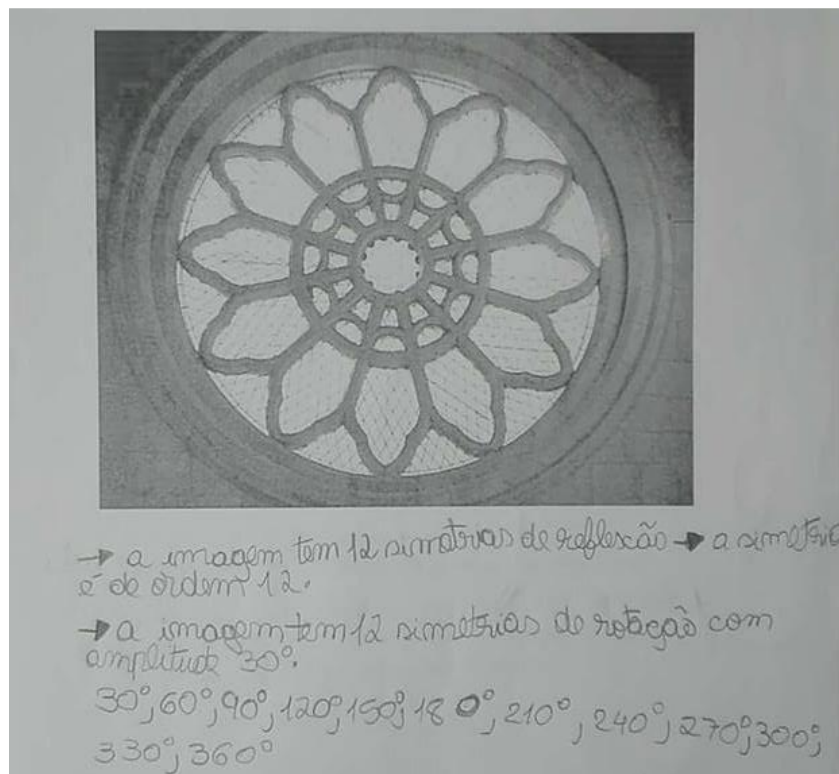 → a imagem tem 12 simetrias de reflexão → a simetria
é de ordem 12.
→ a imagem tem 12 simetrias de rotação com
amplitude 30°.
30°, 60°, 90°, 120°, 150°, 180°, 210°, 240°, 270°, 300°,
330°, 360°